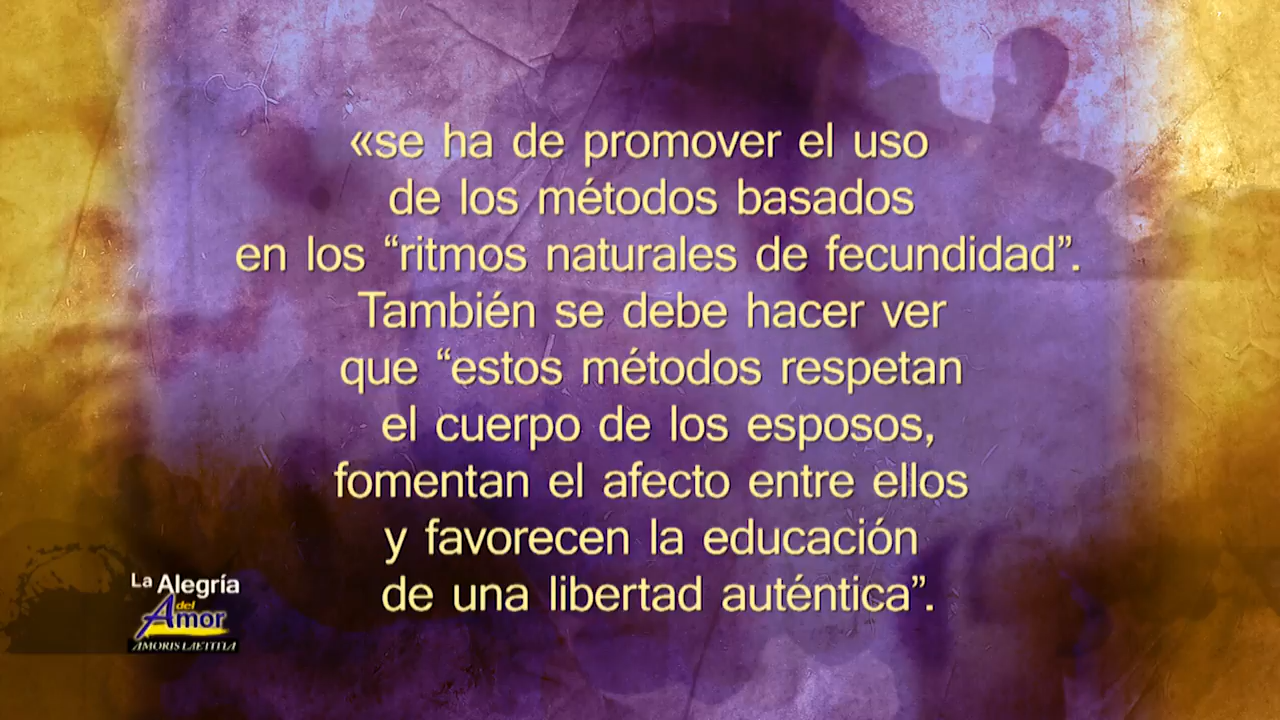 «se ha de promover el uso
de los métodos basados
en los “ritmos naturales de fecundidad”.
También se debe hacer ver
que “estos métodos respetan
el cuerpo de los esposos,
fomentan el afecto entre ellos
y favorecen la educación
de una libertad auténtica”.
La Alegría
del
Amor
AMORIS LAETITIA